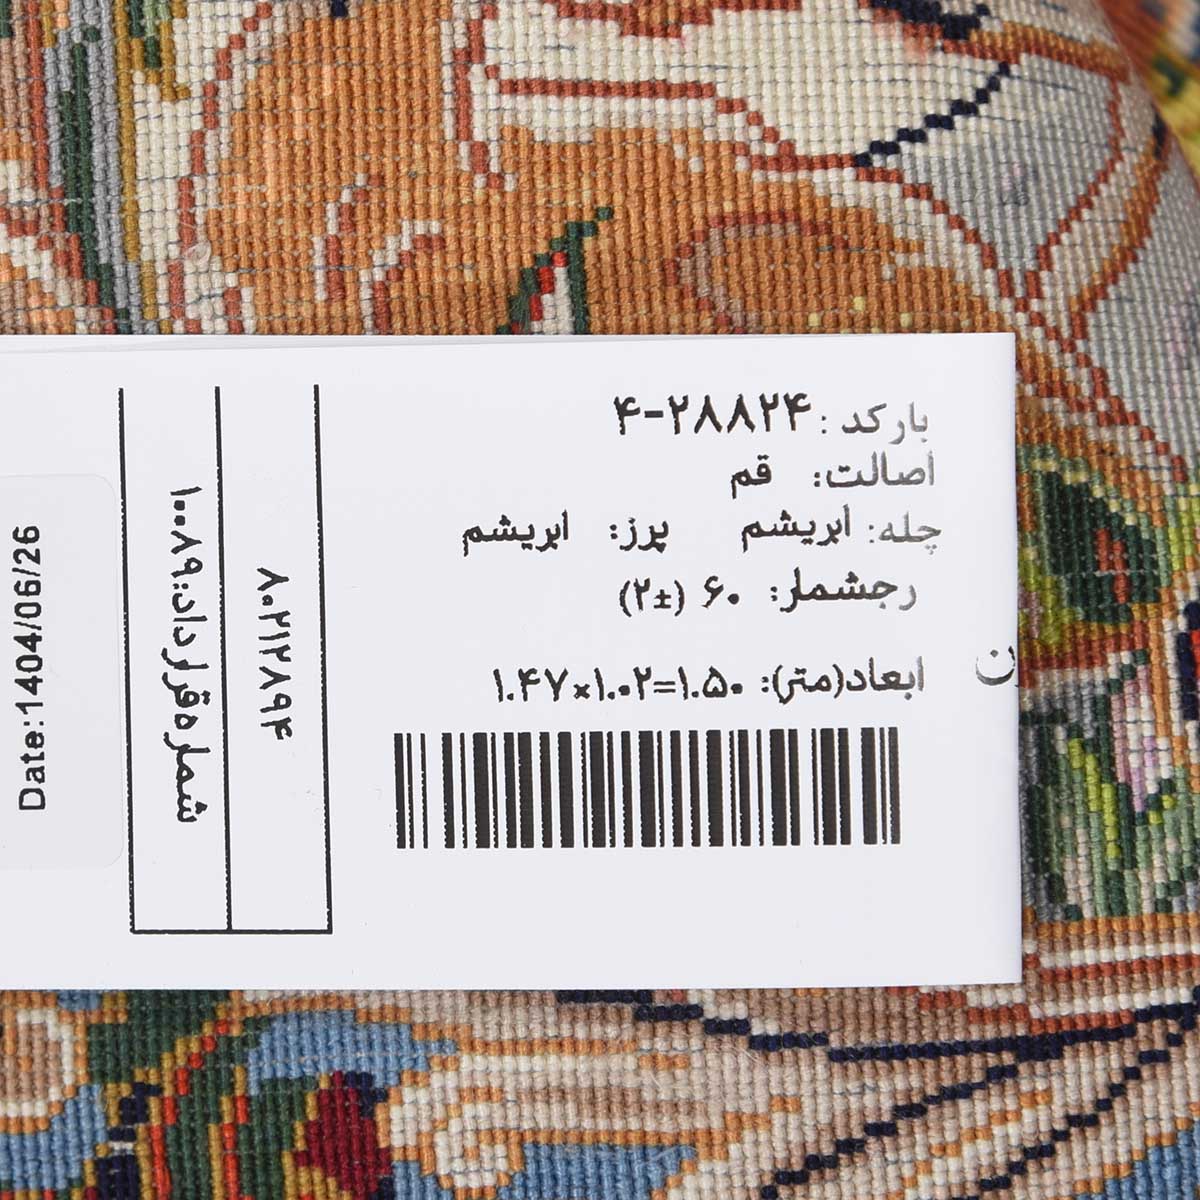 بارکد: ۴-۲۸۸۲۴
اصالت: قم
چله: ابریشم پرز: ابریشم
رجشمار: ۶۰ (±۲)
ابعاد(متر): ۱.۴۷×۱.۰۲=۱.۵۰
۸۰۲۱۲۸۹۴
شماره قرارداد:۱۰۰۸۹
Date:1404/06/26